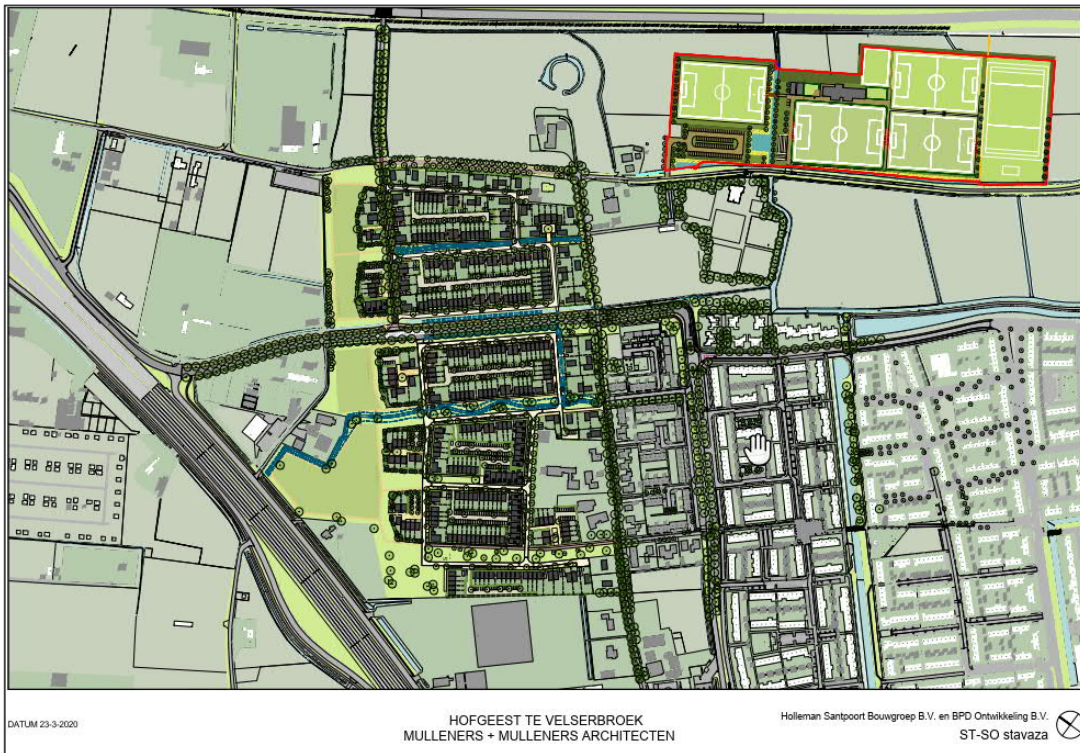 DATUM 23-3-2020
HOFGEEST TE VELSERBROEK
MULLENERS + MULLENERS ARCHITECTEN
Holleman Santpoort Bouwgroep B.V. en BPD Ontwikkeling B.V.
ST-SO stavaza